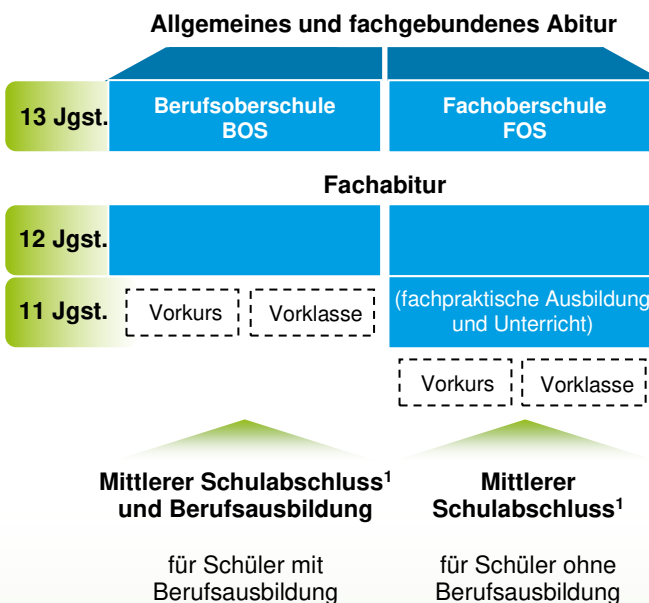 Allgemeines und fachgebundenes Abitur
13 Jgst.
Berufsoberschule
BOS
Fachoberschule
FOS
Fachabitur
12 Jgst.
11 Jgst.
Vorkurs
Vorklasse
(fachpraktische Ausbildung
und Unterricht)
Vorkurs
Vorklasse
Mittlerer Schulabschluss¹
und Berufsausbildung
Mittlerer
Schulabschluss¹
für Schüler mit
Berufsausbildung
für Schüler ohne
Berufsausbildung